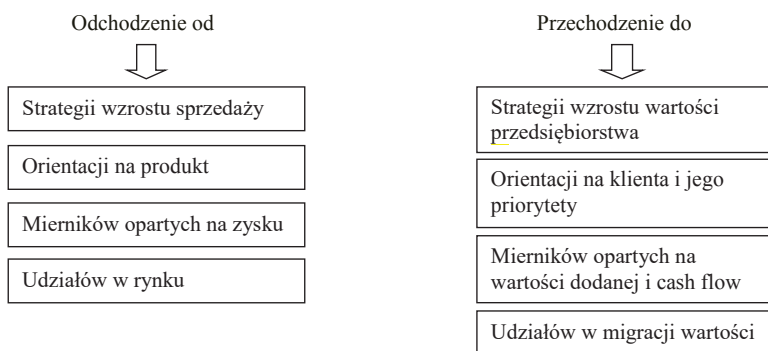 Odchodzenie od
Strategii wzrostu sprzedaży
Orientacji na produkt
Mierników opartych na zysku
Udziałów w rynku
Przechodzenie do
Strategii wzrostu wartości
przedsiębiorstwa
Orientacji na klienta i jego
priorytety
Mierników opartych na
wartości dodanej i cash flow
Udziałów w migracji wartości